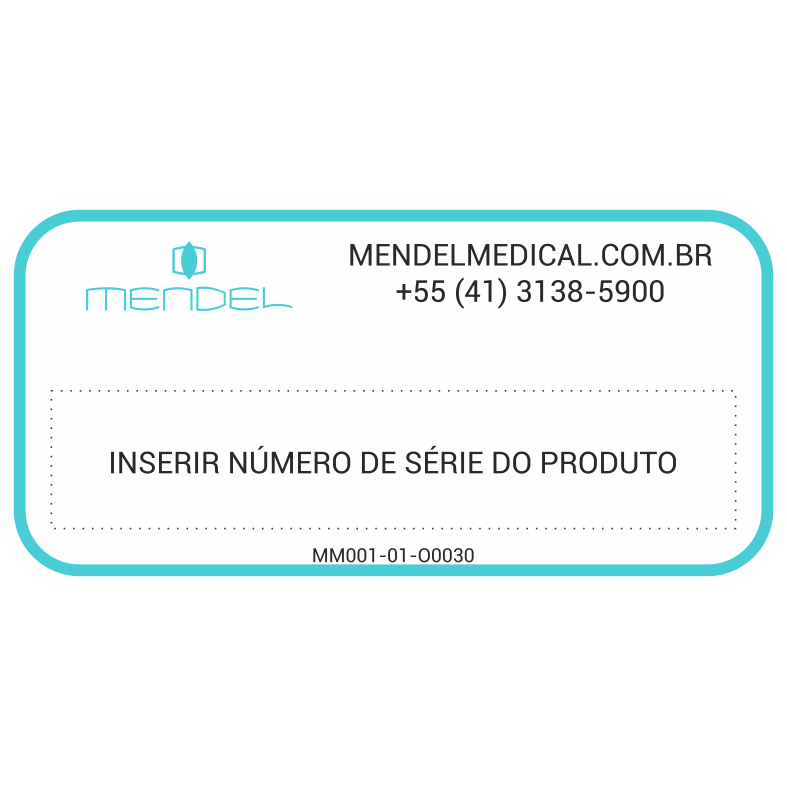 MENDEL
MENDELMEDICAL.COM.BR
+55 (41) 3138-5900
INSERIR NÚMERO DE SÉRIE DO PRODUTO
MM001-01-O0030